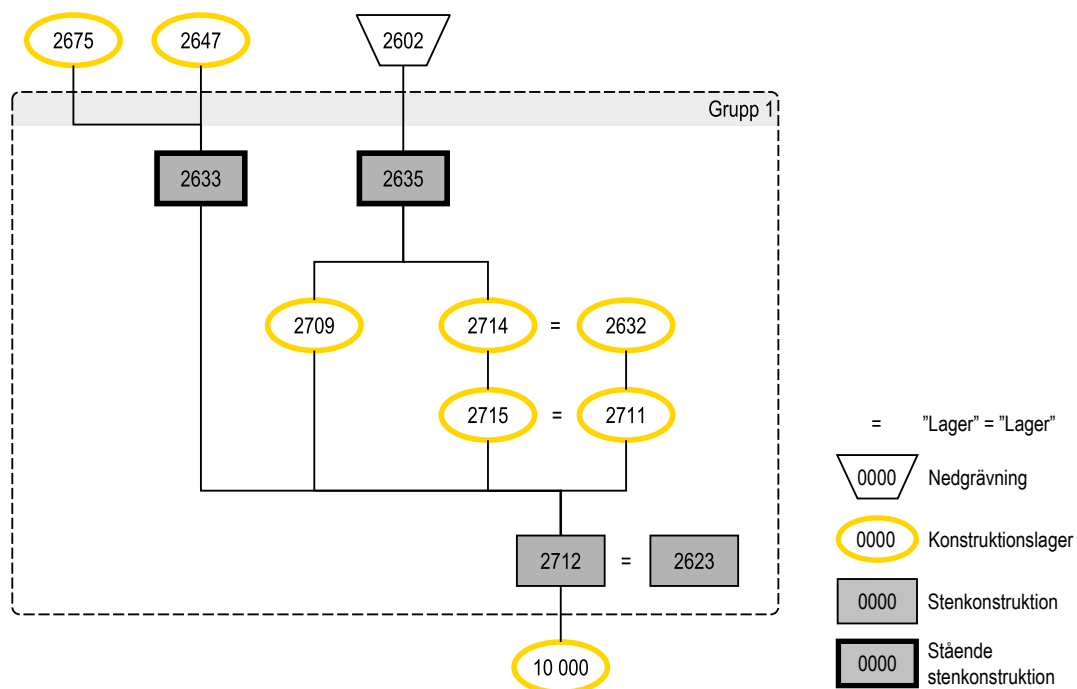 2675 2647 2602
Grupp 1
2633 2635
2709 2714 = 2632
2715 = 2711
2712 = 2623
10 000
= ”Lager” = ”Lager”
0000 Nedgrävning
0000 Konstruktionslager
0000 Stenkonstruktion
0000 Stående
stenkonstruktion